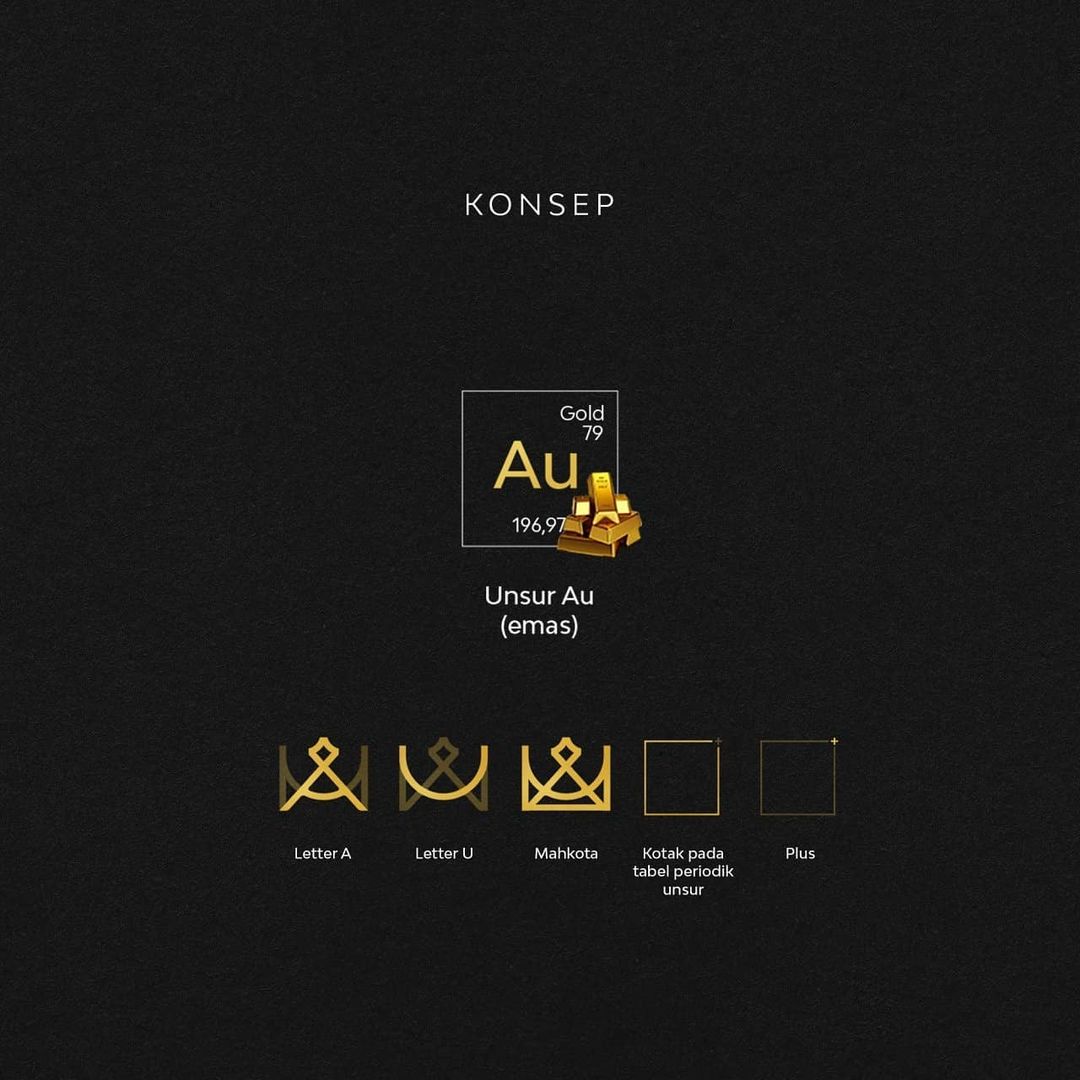 KONSEP
Gold
79
Au
196,97
Unsur Au
(emas)
Letter A
Letter U
Mahkota
Kotak pada
tabel periodik
unsur
Plus